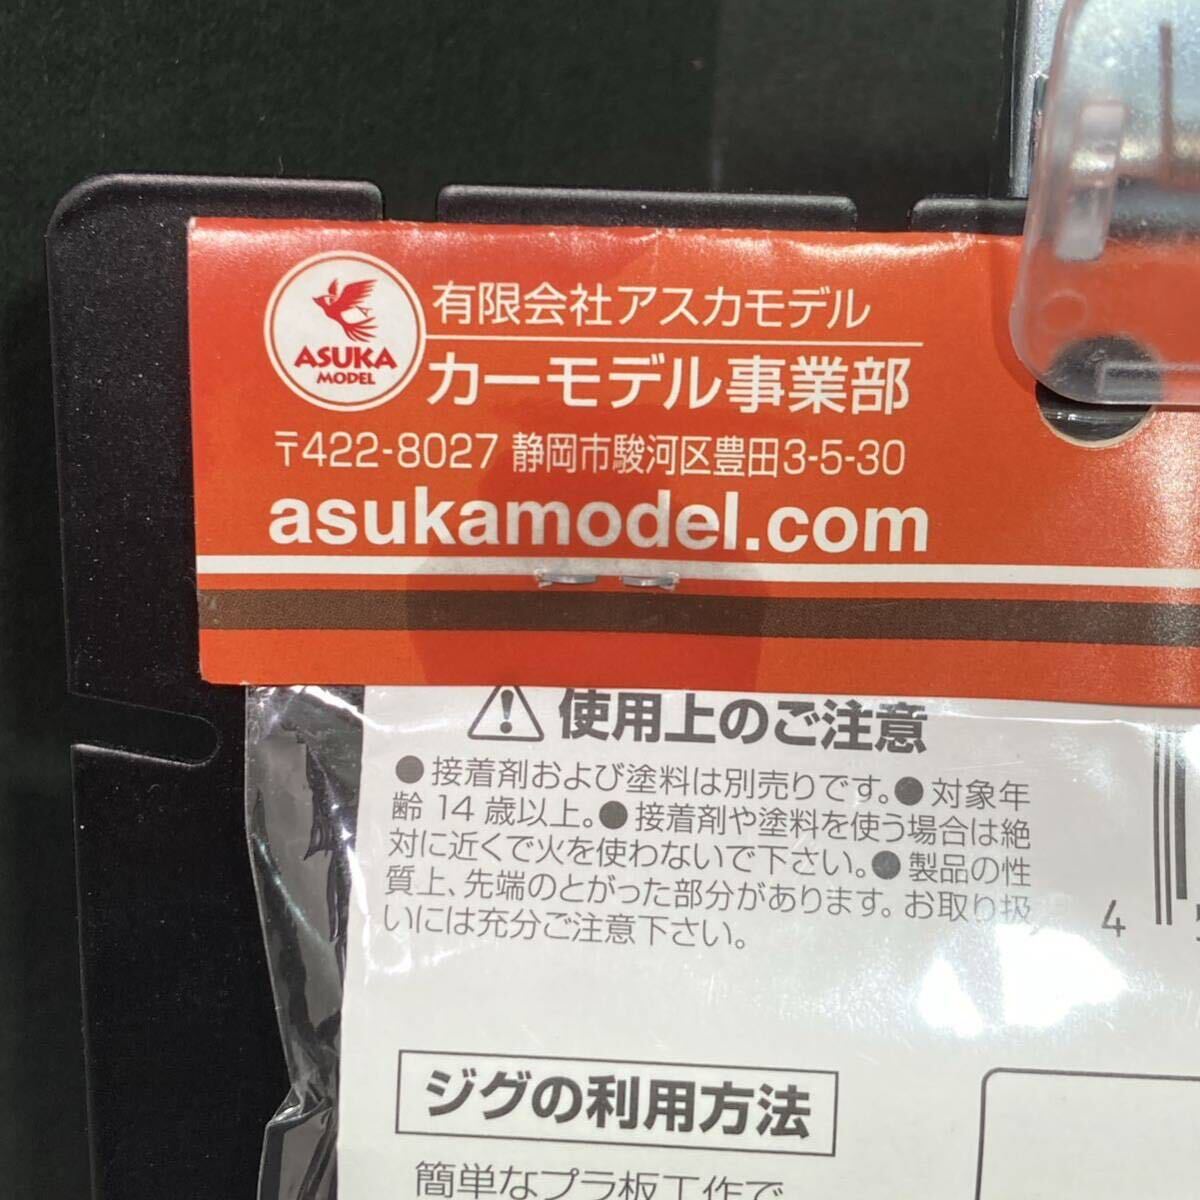 ASUKA
MODEL
有限会社アスカモデル
カーモデル事業部
〒422-8027 静岡市駿河区豊田3-5-30
asukamodel.com
使用上のご注意
●接着剤および塗料は別売りです。●対象年
齢 14 歳以上。●接着剤や塗料を使う場合は絶
対に近くで火を使わないで下さい。●製品の性
質上、先端のとがった部分があります。お取り扱
いには充分ご注意下さい。
4
ジグの利用方法
簡単なプラ板工作で